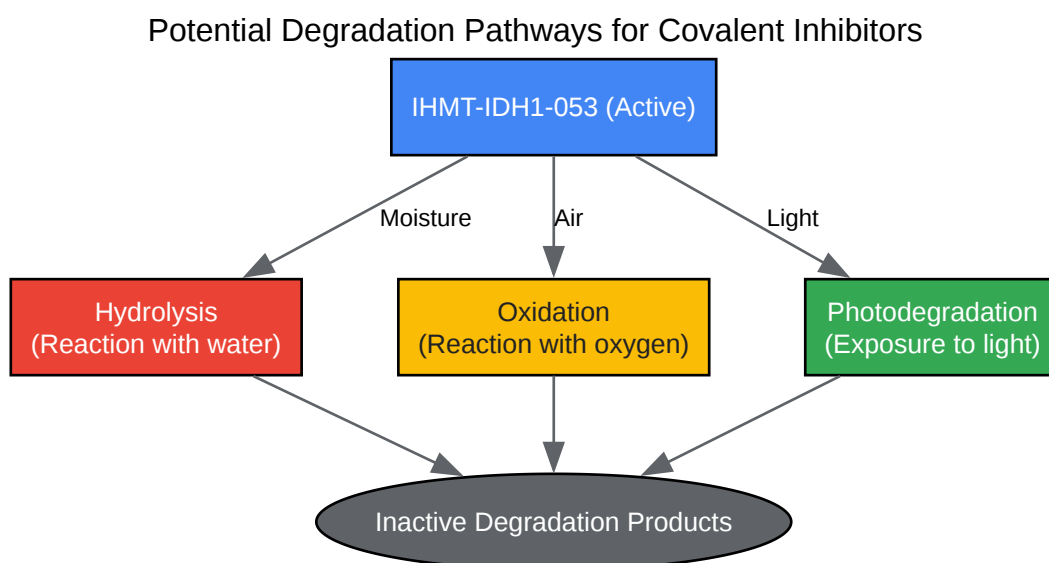 Potential Degradation Pathways for Covalent Inhibitors
IHMT-IDH1-053 (Active)
Moisture
Air
Light
Hydrolysis
(Reaction with water)
Oxidation
(Reaction with oxygen)
Photodegradation
(Exposure to light)
Inactive Degradation Products